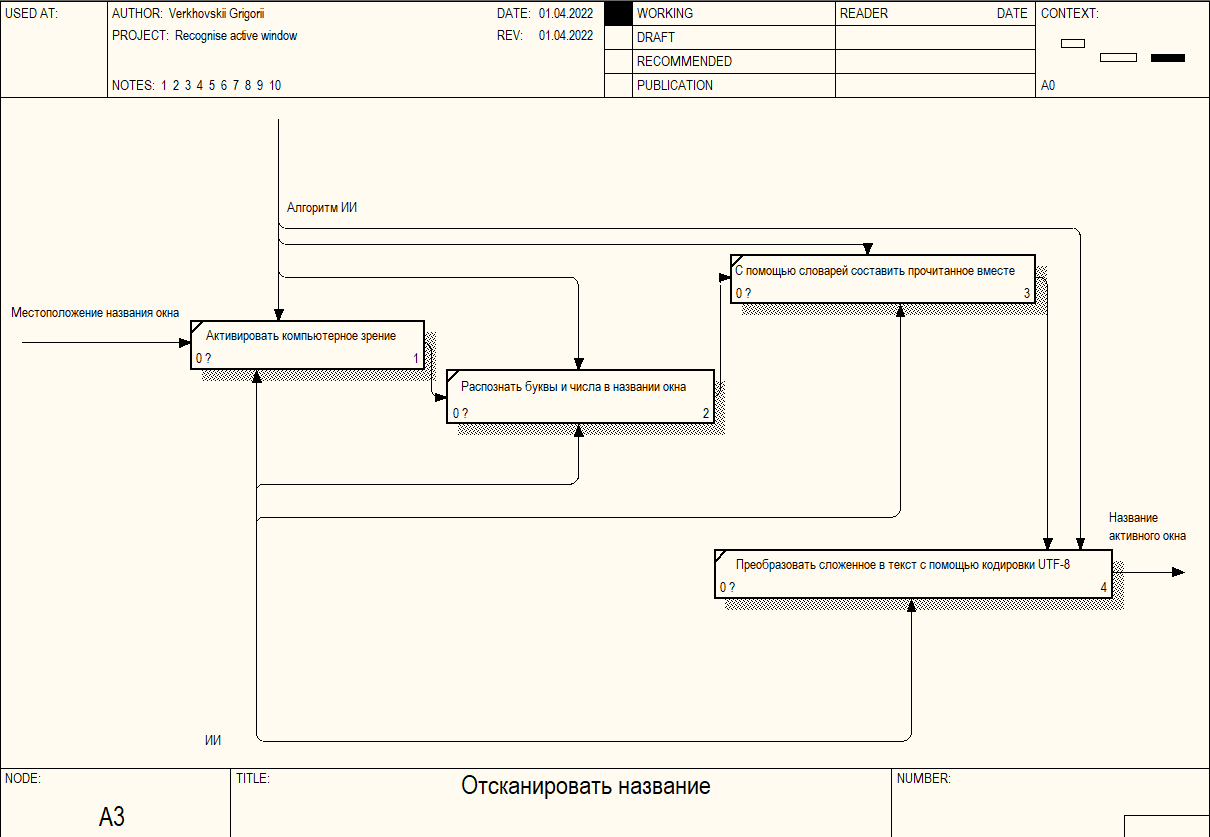 USED AT:
AUTHOR: Verkhovskii Grigorii
DATE: 01.04.2022
PROJECT: Recognise active window
REV: 01.04.2022
NOTES: 1 2 3 4 5 6 7 8 9 10
WORKING
DRAFT
RECOMMENDED
PUBLICATION
READER
DATE
CONTEXT:
A0
Алгоритм ИИ
Местоположение названия окна
Активировать компьютерное зрение
0 ?
1
Распознать буквы и числа в названии окна
0 ?
2
С помощью словарей составить прочитанное вместе
0 ?
3
Название
активного окна
Преобразовать сложенное в текст с помощью кодировки UTF-8
0 ?
4
ИИ
NODE:
A3
TITLE:
Отсканировать название
NUMBER: